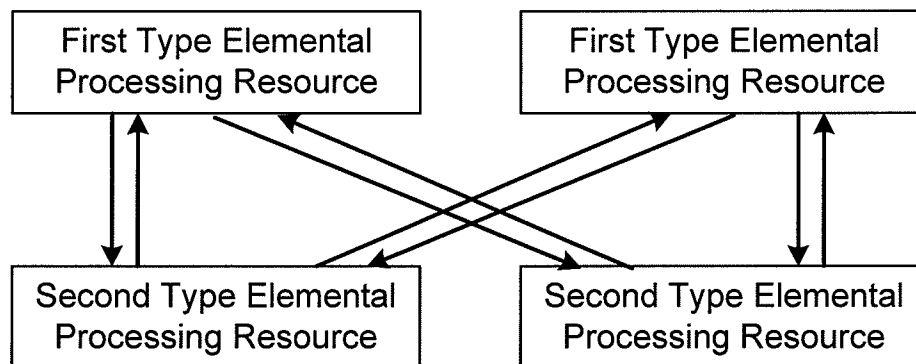 First Type Elemental
Processing Resource
First Type Elemental
Processing Resource
Second Type Elemental
Processing Resource
Second Type Elemental
Processing Resource